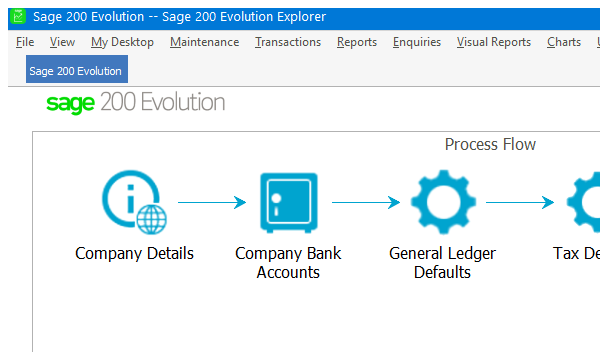 Sage 200 Evolution -- Sage 200 Evolution Explorer
File View My Desktop Maintenance Transactions Reports Enquiries Visual Reports Charts
Sage 200 Evolution
sage 200 Evolution
Process Flow
Company Details
Company Bank
Accounts
General Ledger
Defaults
Tax